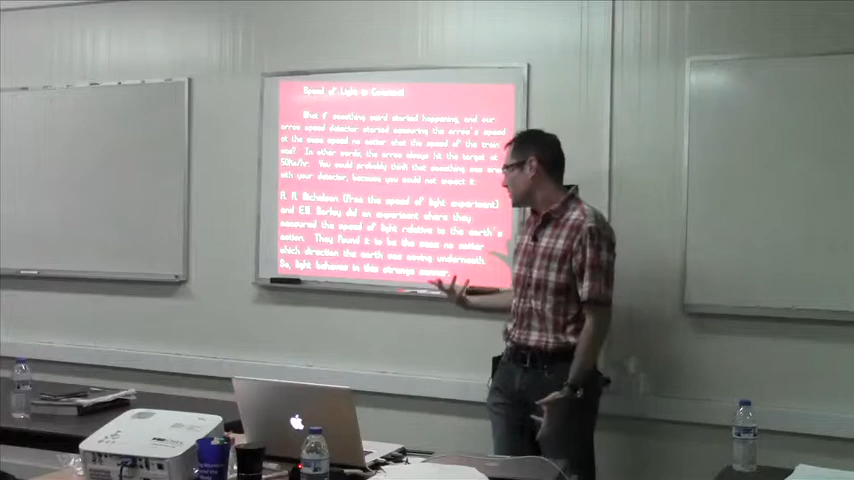 Speed of Light is Constant
What if something weird started happening, and our
arrow speed detector started measuring the arrow's speed
at the same speed no matter what the speed of the train
was? In other words, the arrow always hit the target at
50Km/hr. You would probably think that something was
with your detector, because you would not expect it.
A. A. Michelson (from the speed of light experiment)
and E.W. Morley did an experiment where they
measured the speed of light relative to the earth's
motion. They found it to be the same no matter
which direction the earth was moving underneath.
So, light behaves in this strange manner.